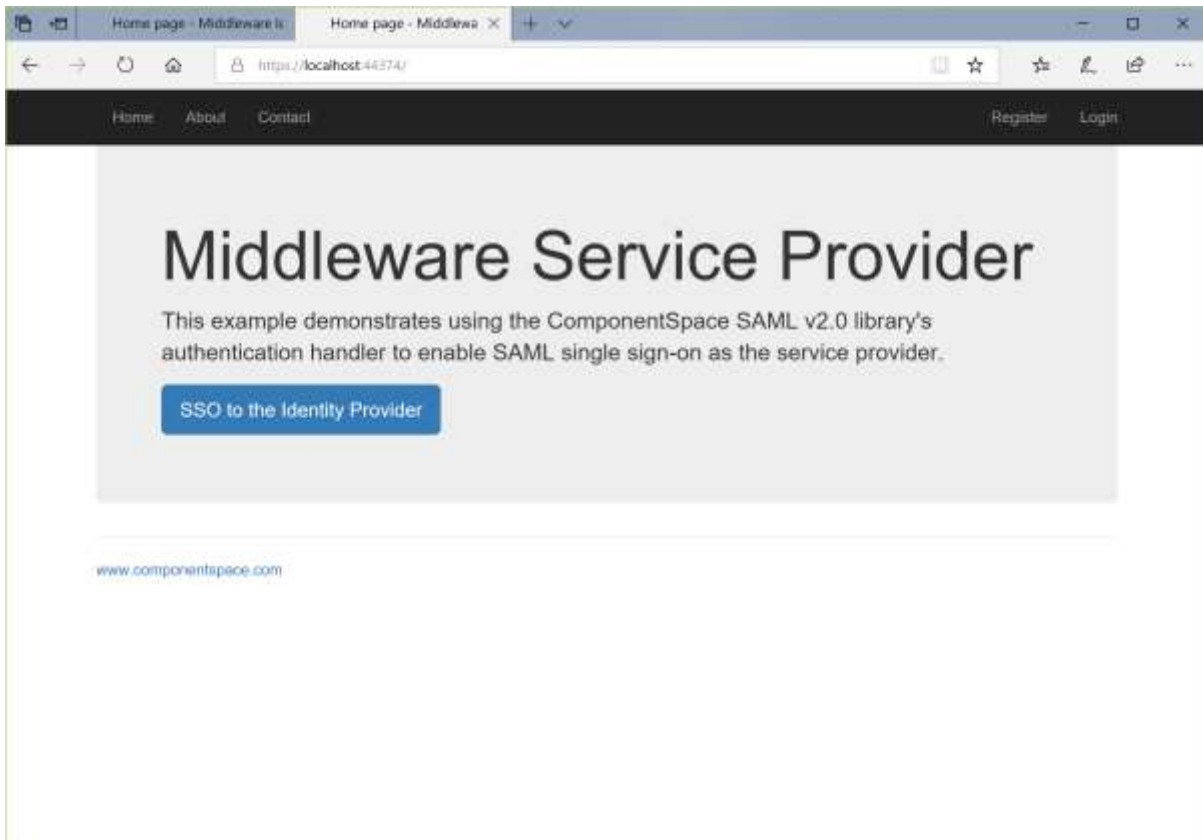 Home page - Middleware I
Home page - Middlewa
https://localhost:44374/
Home About Contact Register Login
Middleware Service Provider
This example demonstrates using the ComponentSpace SAML v2.0 library's
authentication handler to enable SAML single sign-on as the service provider.
SSO to the Identity Provider
www.componentspace.com